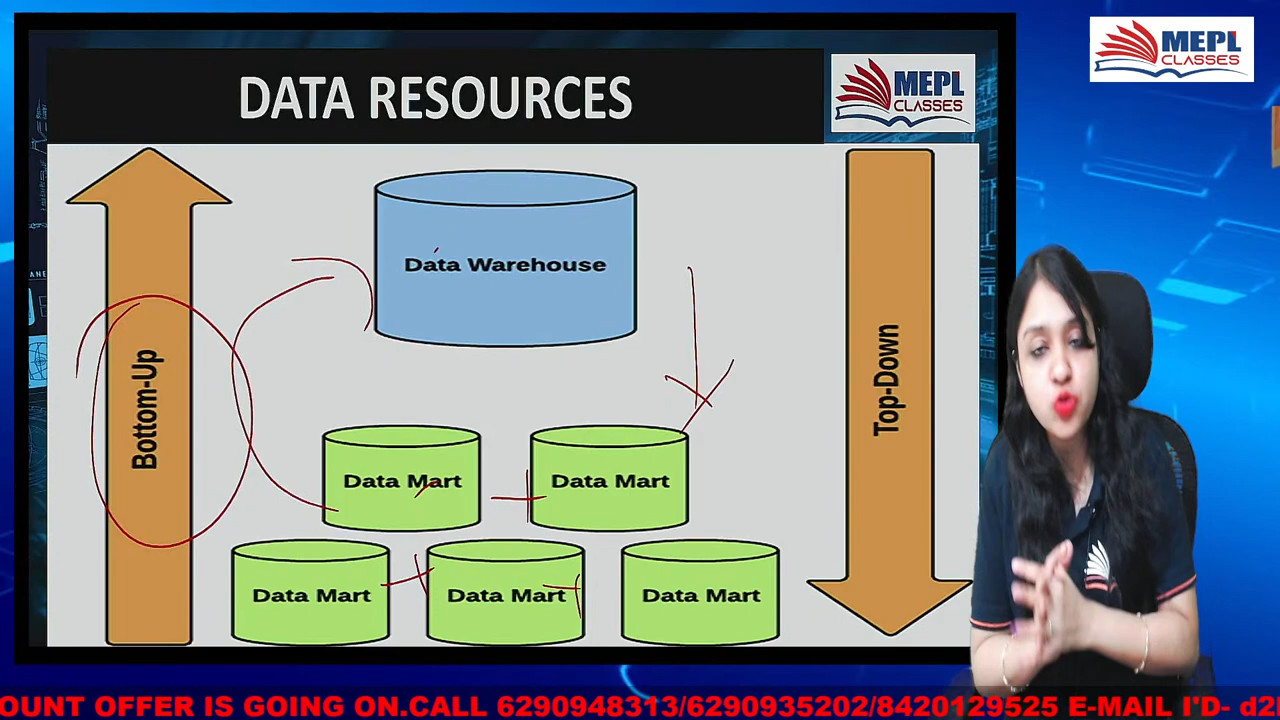 MEPL
CLASSES
DATA RESOURCES
MEPL
CLASSES
Data Warehouse
Bottom-Up
Top-Down
Data Mart
Data Mart
Data Mart
Data Mart
Data Mart
OUNT OFFER IS GOING ON.CALL 6290948313/6290935202/8420129525 E-MAIL I'D- d2